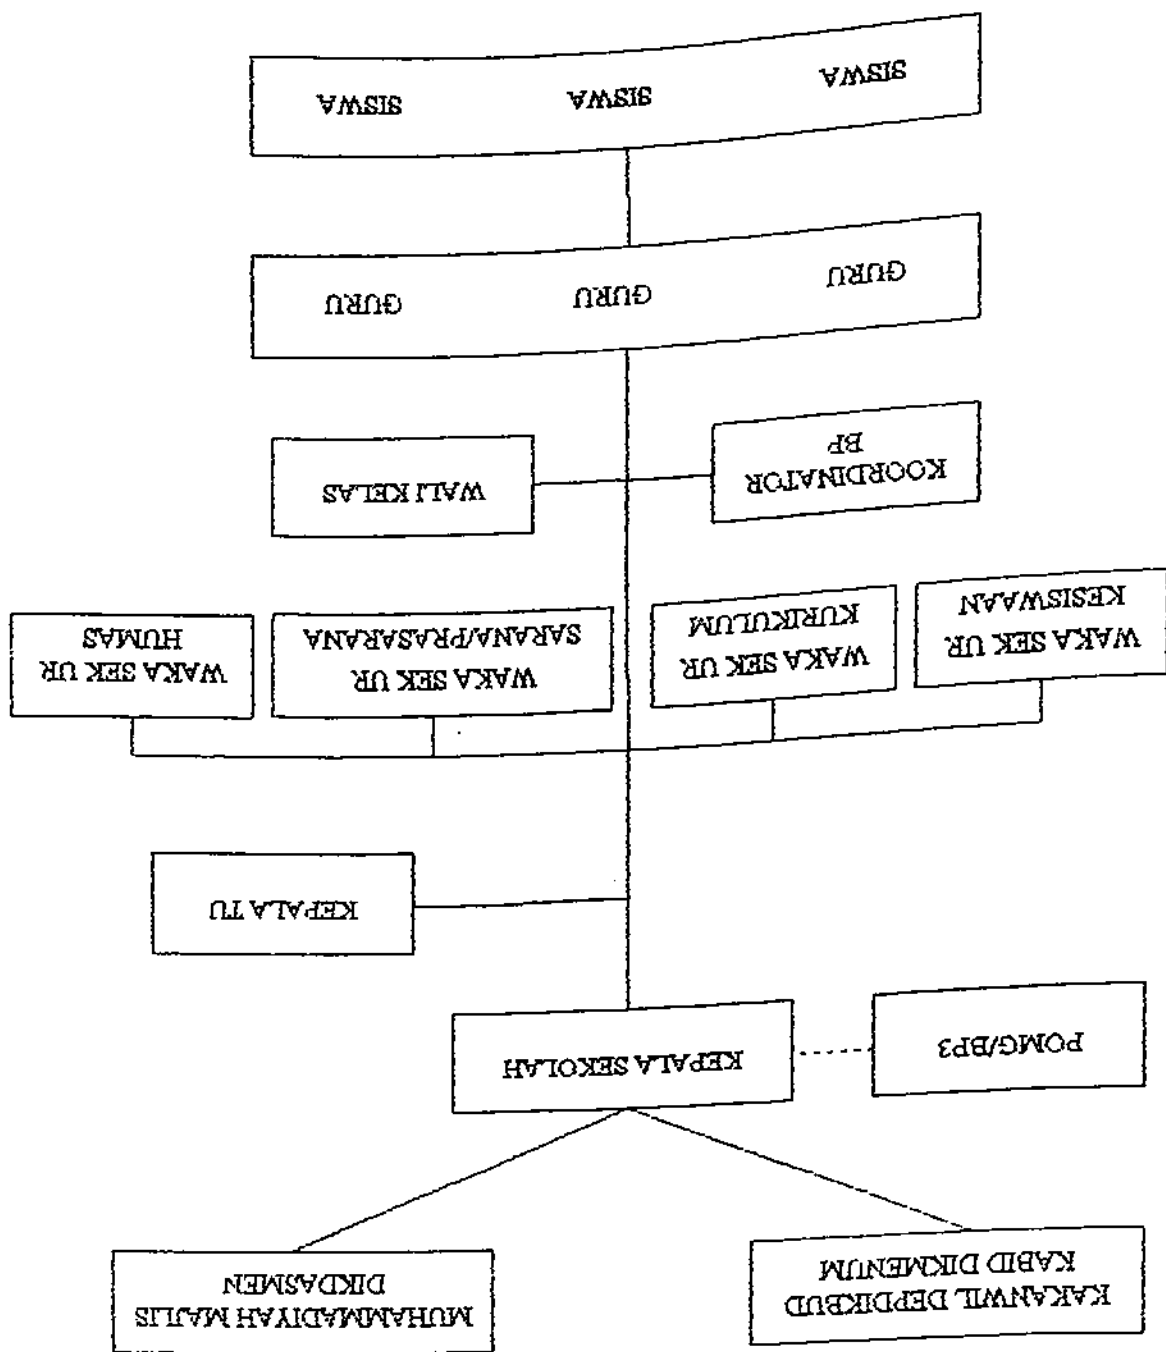 KAKANWIL DEPDIKBUD
KABID DIKMENUM
MUHAMMADIYAH MAJLIS
DIKDASMEN
POMG/BP3
KEPALA SEKOLAH
KEPALA TU
WAKA SEK UR
KESISWAAN
WAKA SEK UR
KURIKULUM
WAKA SEK UR
SARANA/PRASARANA
WAKA SEK UR
HUMAS
KOORDINATOR
BP
WALI KELAS
GURU
GURU
GURU
SISWA
SISWA
SISWA